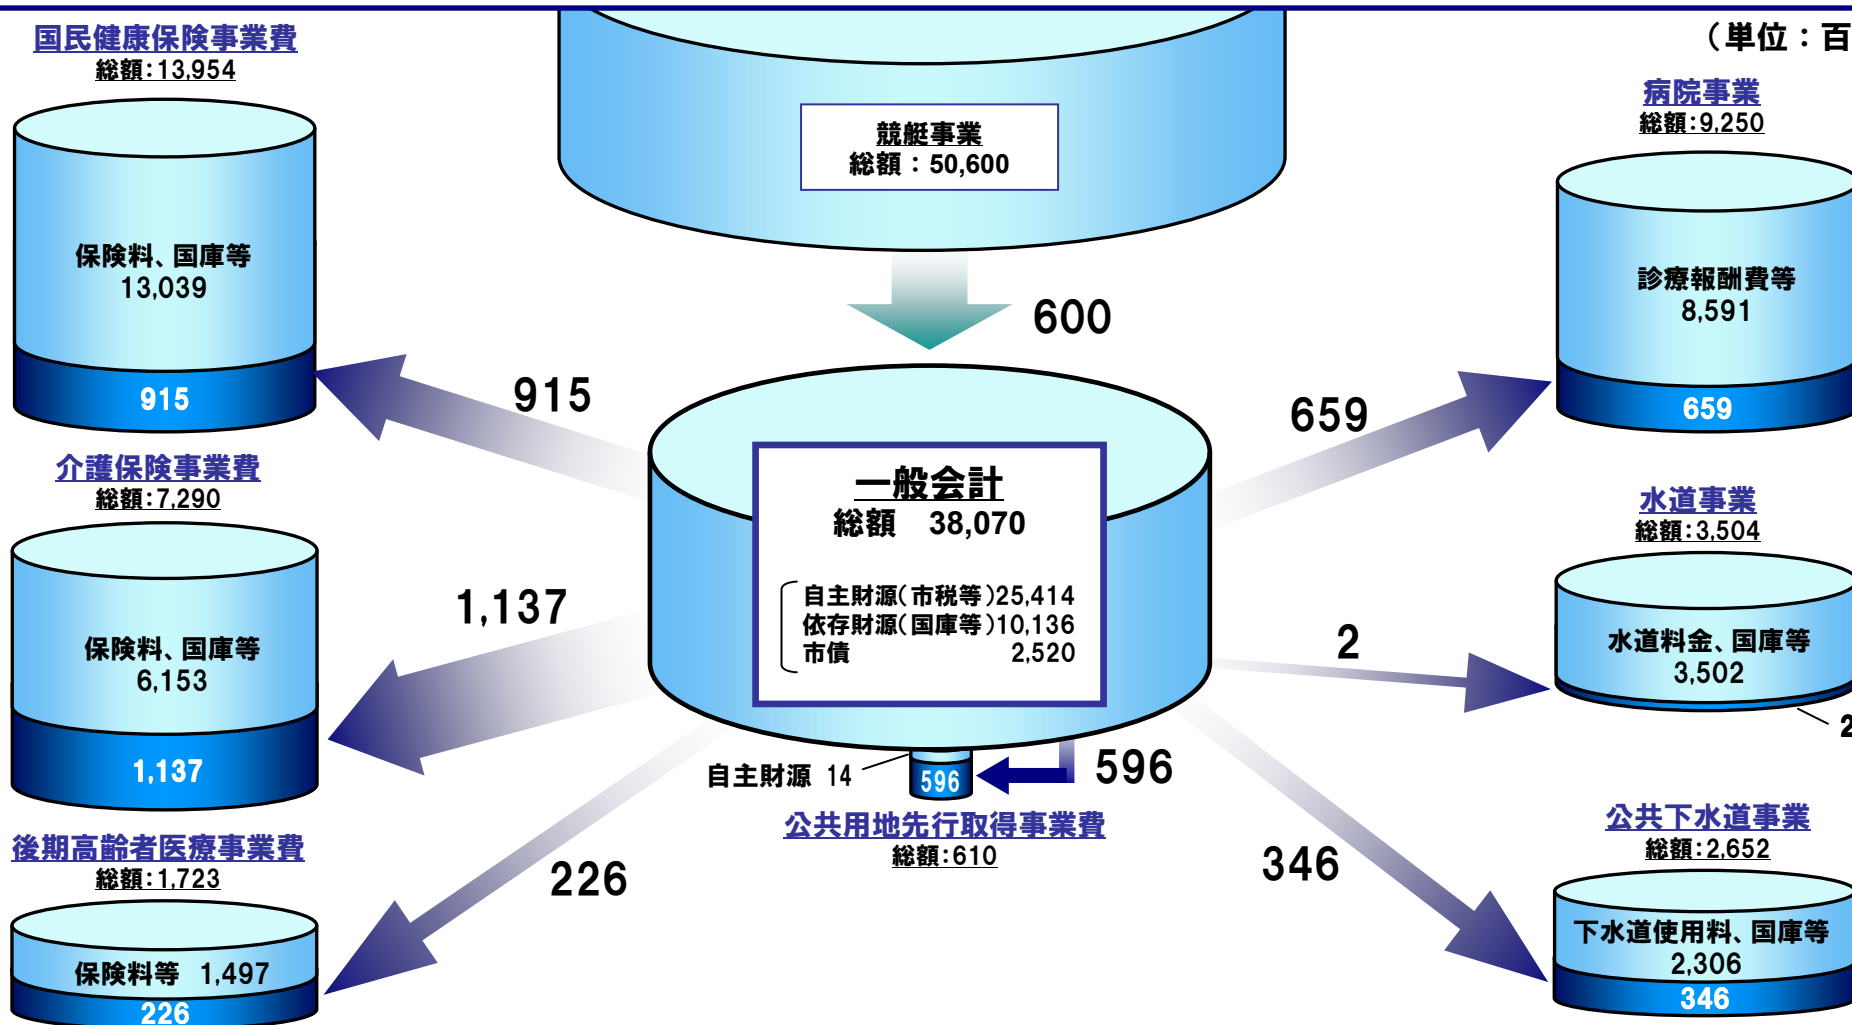 (単位：百
国民健康保険事業費
総額：13,954
保険料、国庫等
13,039
915
介護保険事業費
総額：7,290
保険料、国庫等
6,153
1,137
後期高齢者医療事業費
総額：1,723
保険料等 1,497
226
競艇事業
総額：50,600
600
915
1,137
226
一般会計
総額 38,070
自主財源(市税等)25,414
依存財源(国庫等)10,136
市債 2,520
自主財源 14
596
596
公共用地先行取得事業費
総額：610
659
2
346
病院事業
総額：9,250
診療報酬費等
8,591
659
水道事業
総額：3,504
水道料金、国庫等
3,502
2
公共下水道事業
総額：2,652
下水道使用料、国庫等
2,306
346